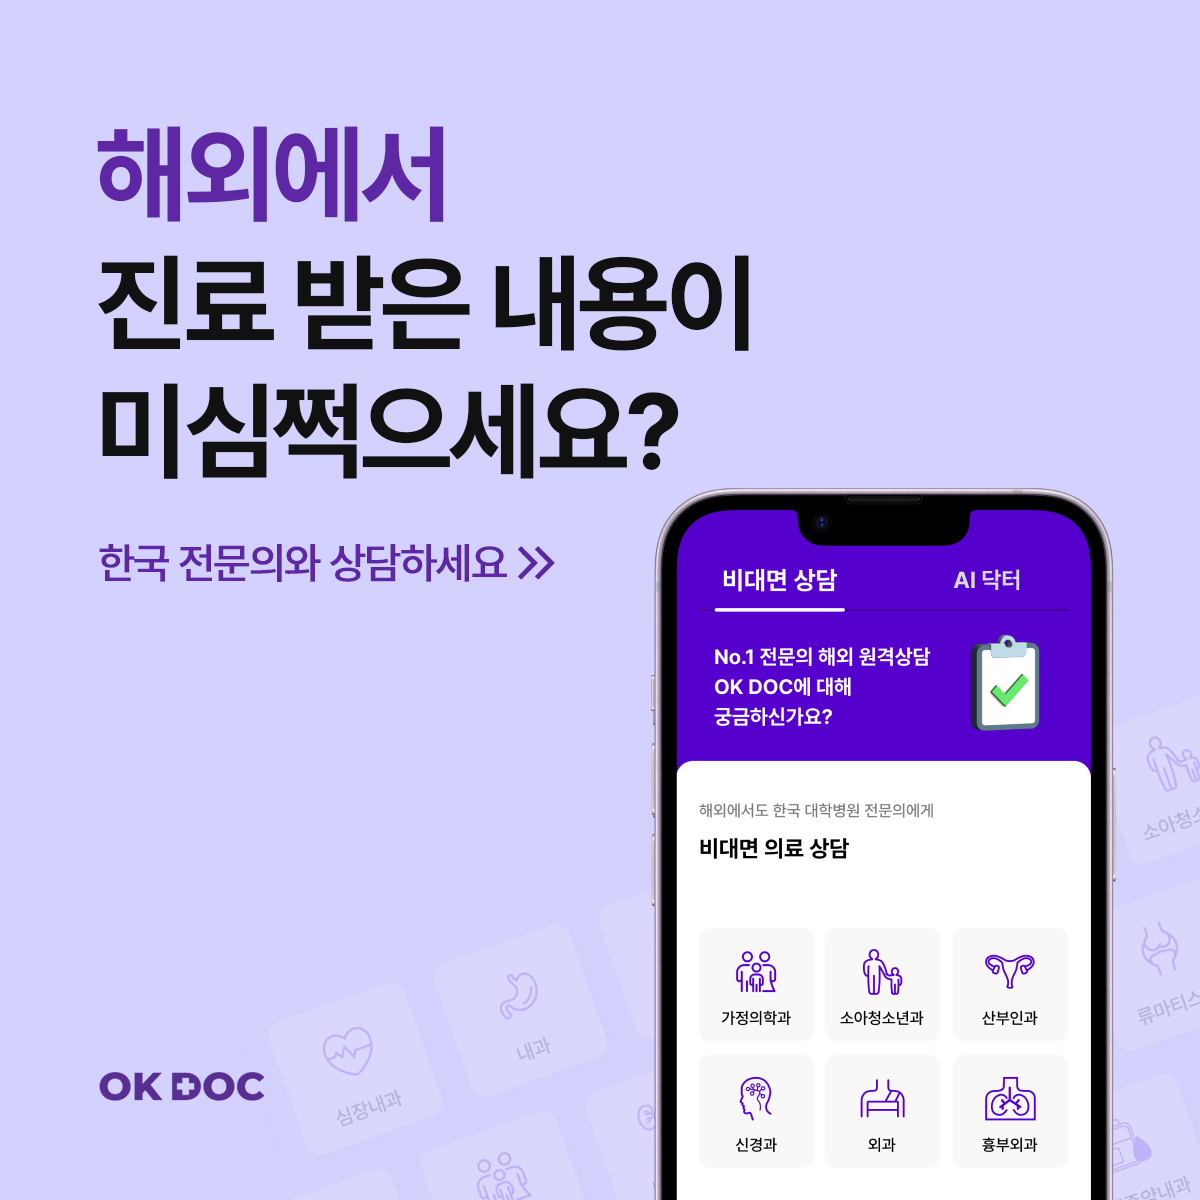 해외에서
진료 받은 내용이
미심쩍으세요?
한국 전문의와 상담하세요 >>
비대면 상담
AI 닥터
No.1 전문의 해외 원격상담
OK DOC에 대해
궁금하신가요?
해외에서도 한국 대학병원 전문의에게
비대면 의료 상담
가정의학과
소아청소년과
산부인과
신경과
외과
흉부외과
OK DOC
심장내과
내과
소아청소
류마티스